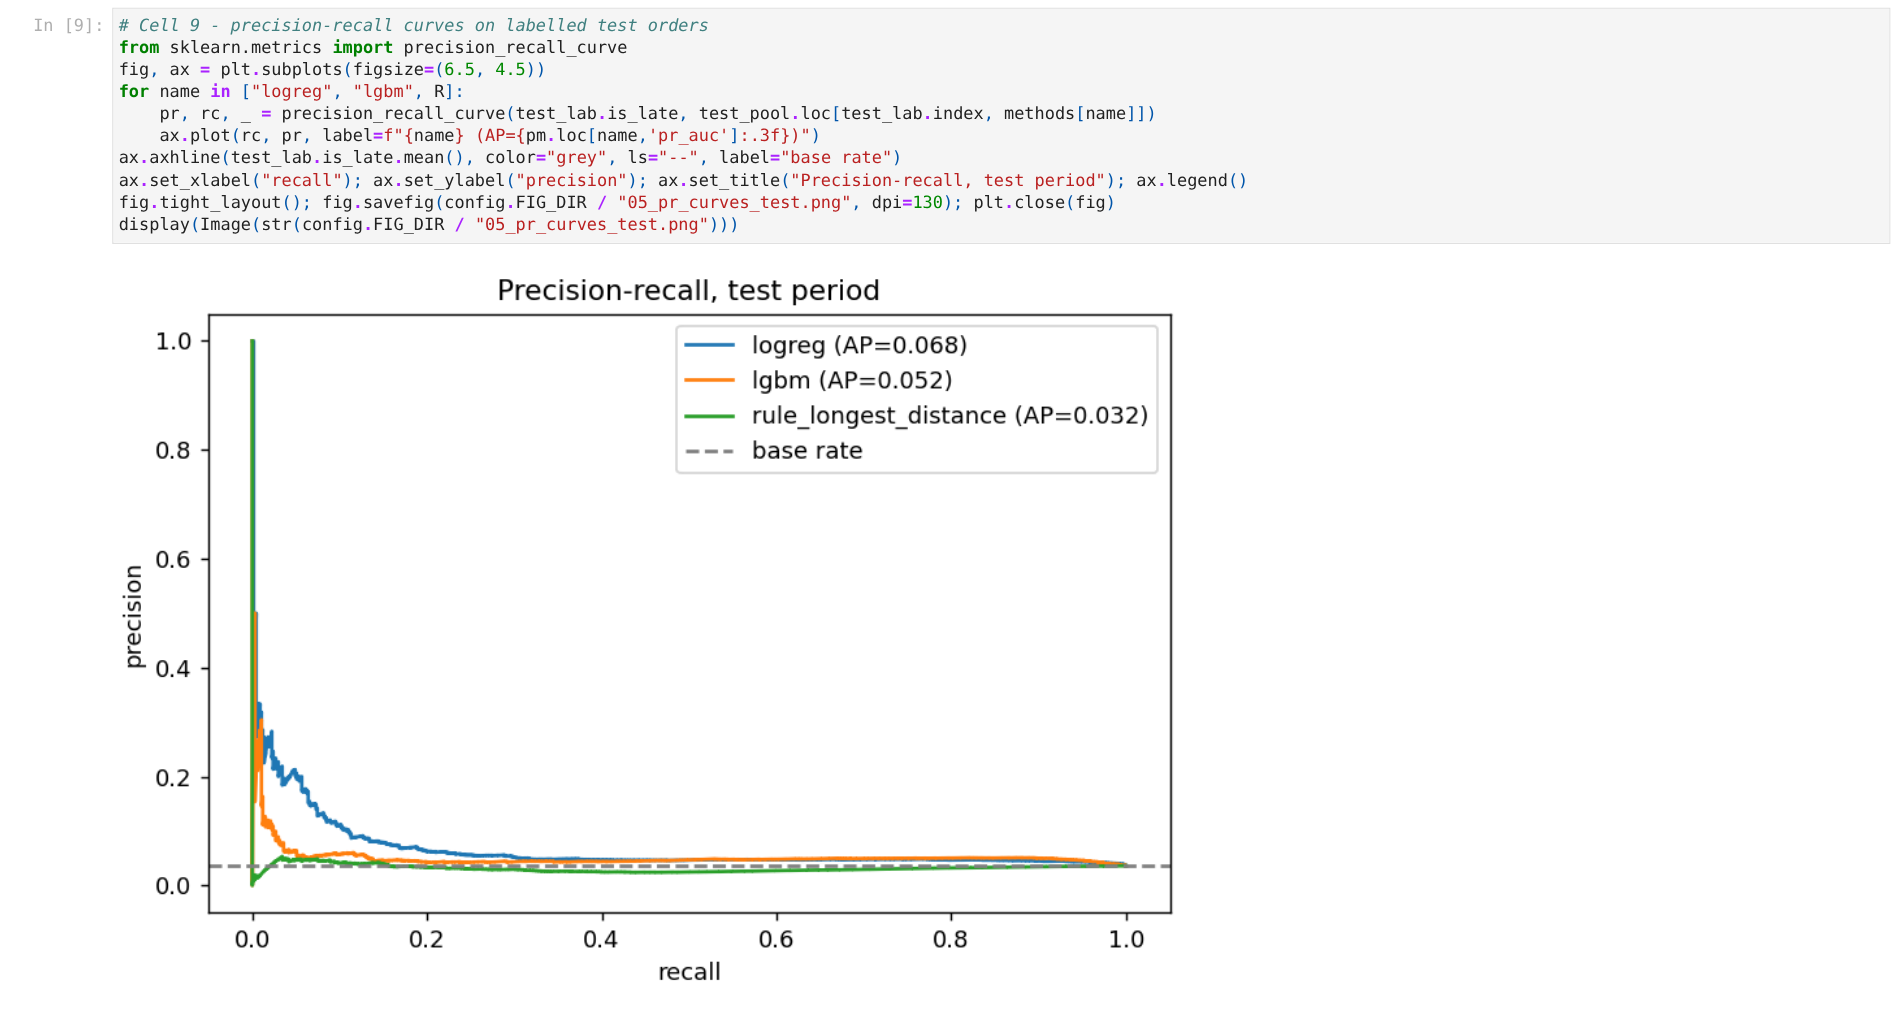 In [9]:
# Cell 9 - precision-recall curves on labelled test orders
from sklearn.metrics import precision_recall_curve
fig, ax = plt.subplots(figsize=(6.5, 4.5))
for name in ["logreg", "lgbm", R]:
    pr, rc, _ = precision_recall_curve(test_lab.is_late, test_pool.loc[test_lab.index, methods[name]])
    ax.plot(rc, pr, label=f"{name} (AP={pm.loc[name,'pr_auc']:.3f})")
ax.axhline(test_lab.is_late.mean(), color="grey", ls="--", label="base rate")
ax.set_xlabel("recall"); ax.set_ylabel("precision"); ax.set_title("Precision-recall, test period"); ax.legend()
fig.tight_layout(); fig.savefig(config.FIG_DIR / "05_pr_curves_test.png", dpi=130); plt.close(fig)
display(Image(str(config.FIG_DIR / "05_pr_curves_test.png")))
Precision-recall, test period
logreg (AP=0.068)
lgbm (AP=0.052)
rule_longest_distance (AP=0.032)
base rate
precision
1.0
0.8
0.6
0.4
0.2
0.0
0.0 0.2 0.4 0.6 0.8 1.0
recall